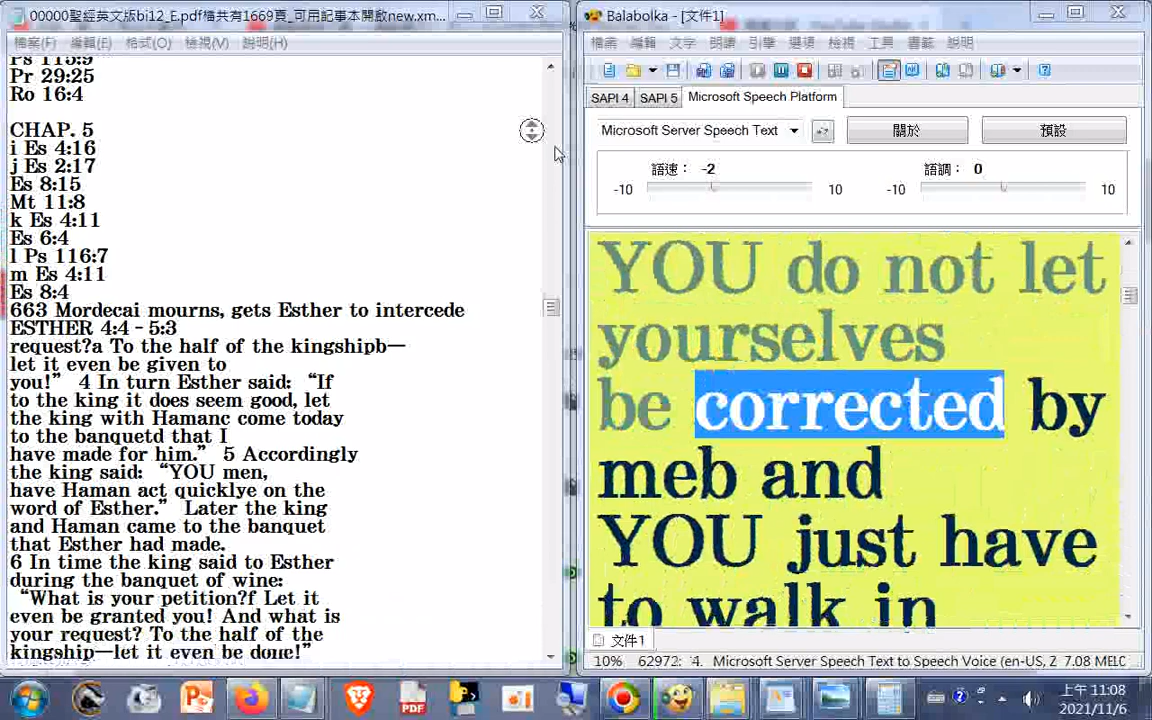 00000聖經英文版bi12_E.pdf檔共有1669頁_可用記事本開啟new.xm...
檔案(F) 編輯(E) 格式(O) 檢視(V) 說明(H)
Ps 115:9
Pr 29:25
Ro 16:4
CHAP. 5
i Es 4:16
j Es 2:17
Es 8:15
Mt 11:8
k Es 4:11
Es 6:4
l Ps 116:7
m Es 4:11
Es 8:4
663 Mordecai mourns, gets Esther to intercede
ESTHER 4:4 - 5:3
request?a To the half of the kingshipb—
let it even be given to
you!” 4 In turn Esther said: “If
to the king it does seem good, let
the king with Hamanc come today
to the banquetd that I
have made for him.” 5 Accordingly
the king said: “YOU men,
have Haman act quicklye on the
word of Esther.” Later the king
and Haman came to the banquet
that Esther had made.
6 In time the king said to Esther
during the banquet of wine:
“What is your petition?f Let it
even be granted you! And what is
your request? To the half of the
kingship—let it even be done!”
Balabolka - [文件1]
檔案 編輯 文字 朗讀 引擎 選項 檢視 工具 書籤 說明
SAPI 4 SAPI 5 Microsoft Speech Platform
Microsoft Server Speech Text 關於 預設
語速： -2 語調： 0
-10 10 -10 10
YOU do not let
yourselves
be corrected by
meb and
YOU just have
to walk in
文件1
10% 62972: 4. Microsoft Server Speech Text to Speech Voice (en-US, 2 7.08 MELC
PDF
上午 11:08
2021/11/6